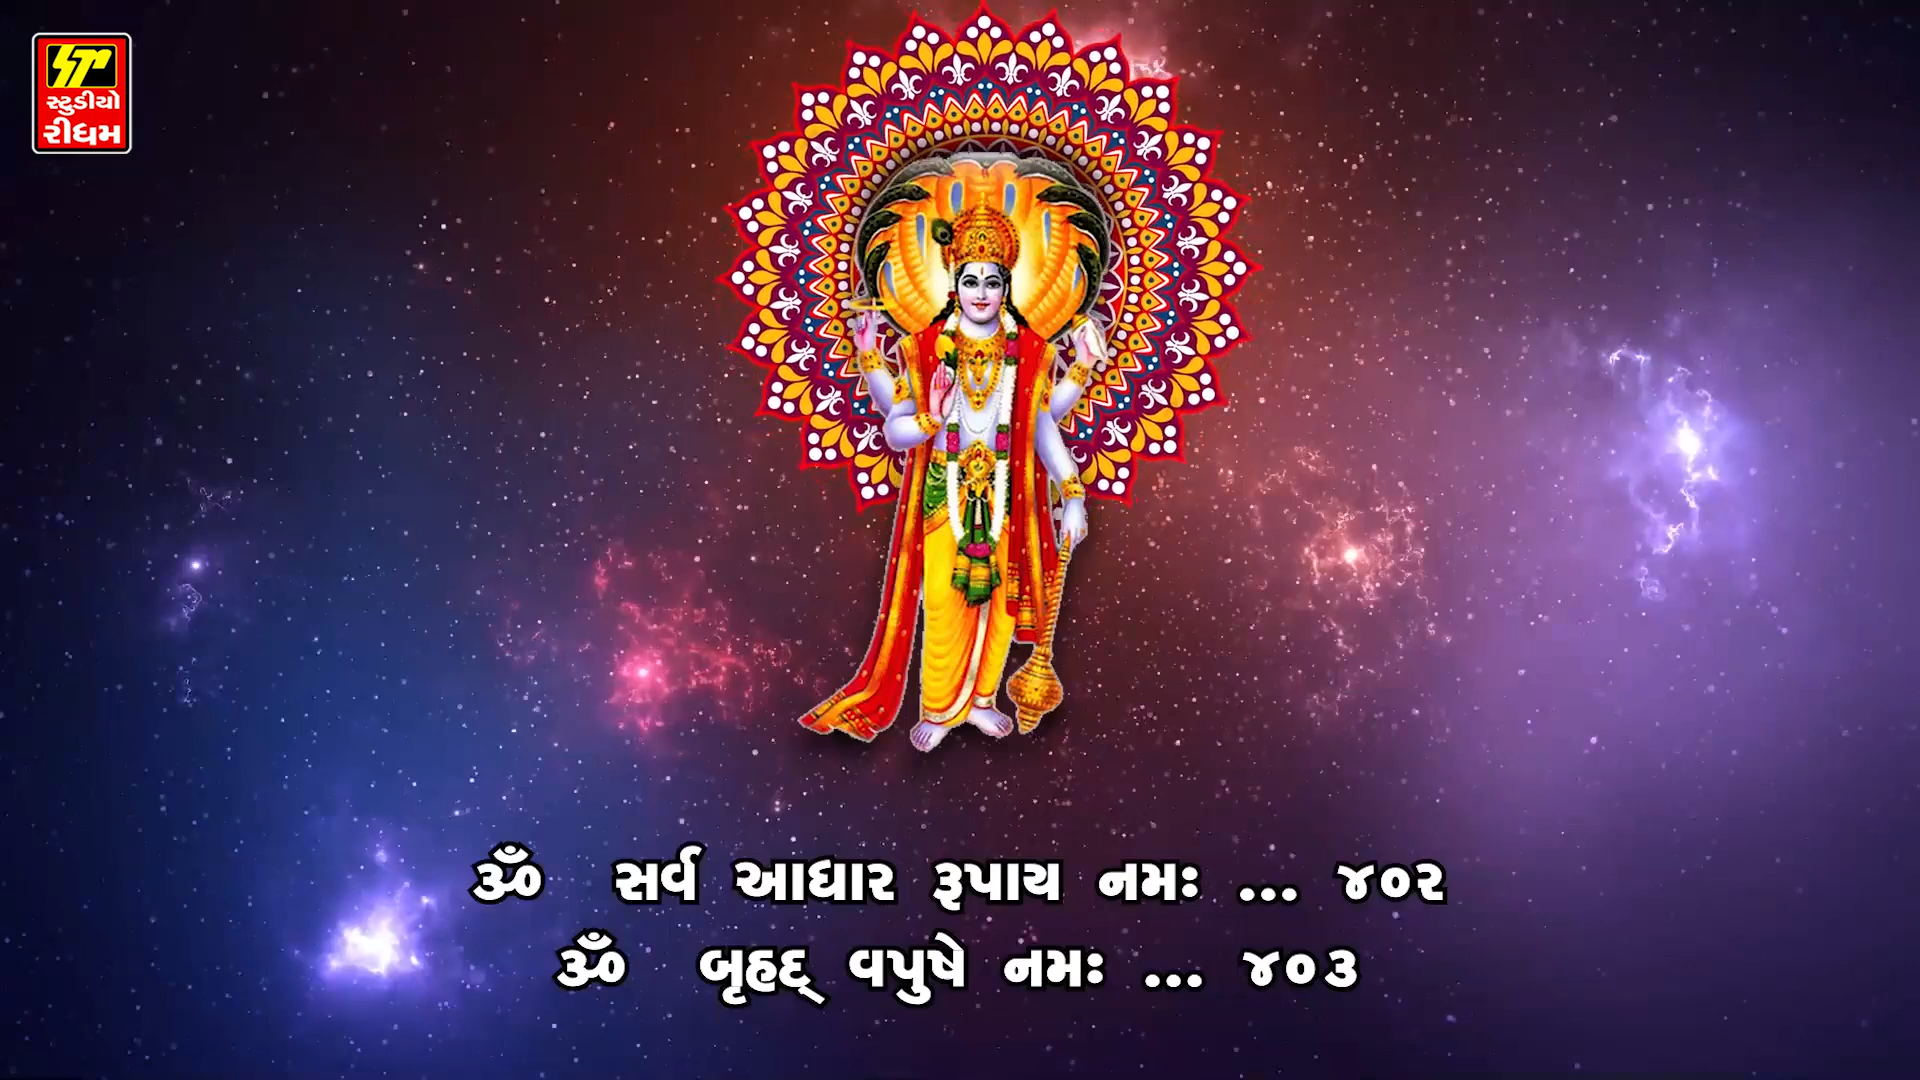 સ્ટુડીયો
રીધમ
ૐ સર્વ આધાર રૂપાય નમઃ ... ૪૦૨
ૐ બૃહદ્ વપુષે નમઃ ... ૪૦૩